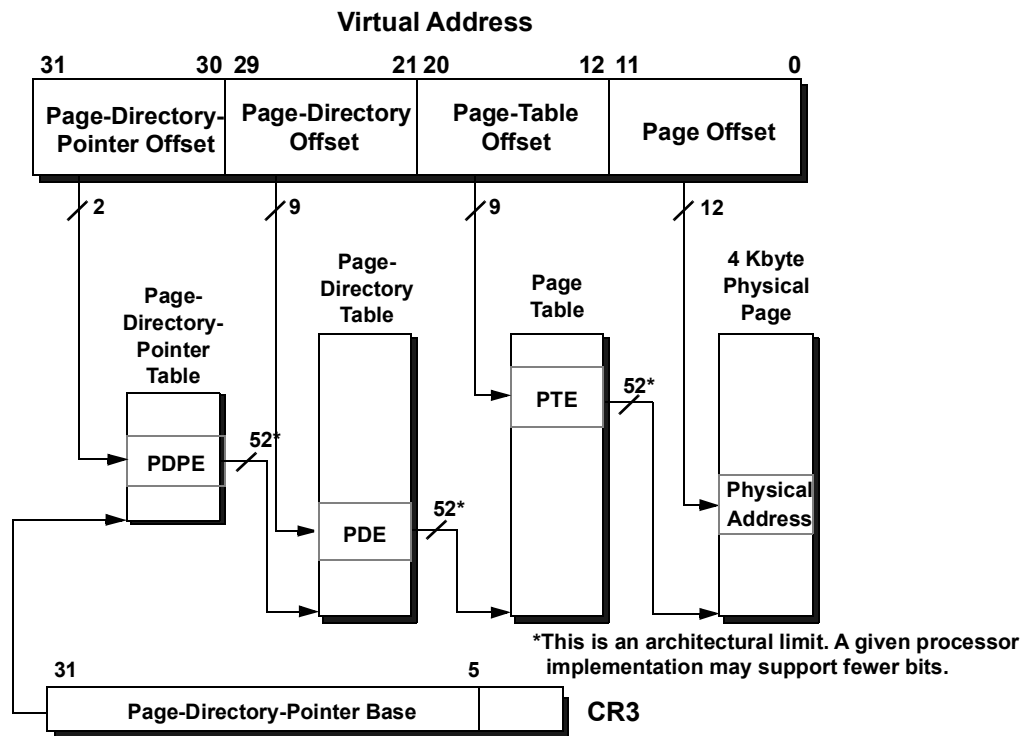 Virtual Address
31 30 29 21 20 12 11 0
Page-Directory-
Pointer Offset
Page-Directory
Offset
Page-Table
Offset
Page Offset
2
9
9
12
Page-
Directory-
Pointer
Table
Page-
Directory
Table
Page
Table
4 Kbyte
Physical
Page
PDPE
52*
PDE
52*
PTE
52*
Physical
Address
*This is an architectural limit. A given processor
implementation may support fewer bits.
31 5
Page-Directory-Pointer Base
CR3